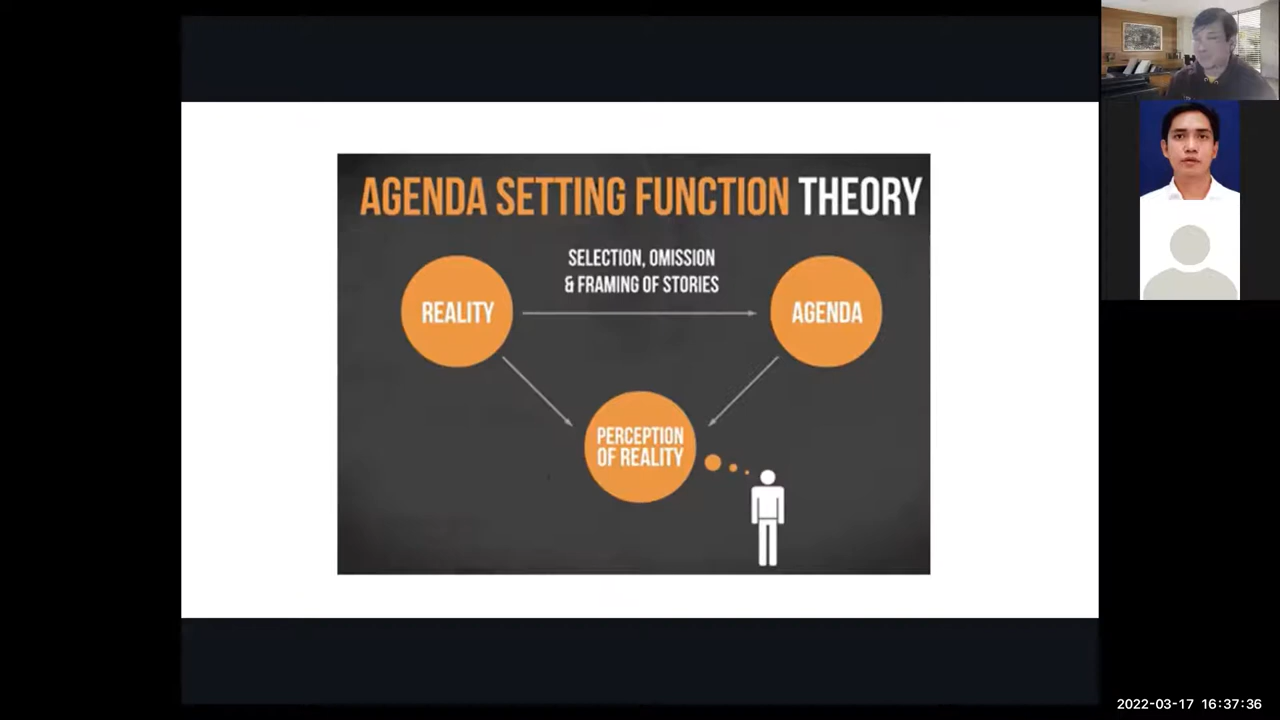 AGENDA SETTING FUNCTION THEORY
SELECTION, OMISSION
& FRAMING OF STORIES
REALITY
AGENDA
PERCEPTION
OF REALITY
2022-03-17 16:37:36